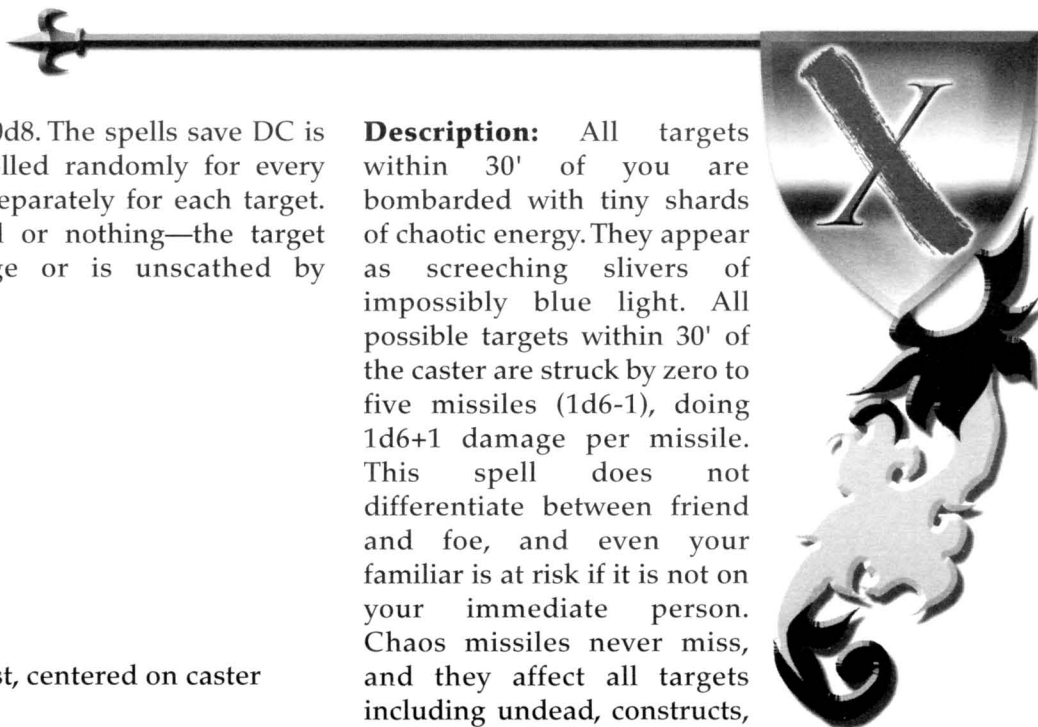 0d8. The spells save DC is
lled randomly for every
eparately for each target.
l or nothing—the target
ge or is unscathed by
st, centered on caster
Description: All targets
within 30' of you are
bombarded with tiny shards
of chaotic energy. They appear
as screeching slivers of
impossibly blue light. All
possible targets within 30' of
the caster are struck by zero to
five missiles (1d6-1), doing
1d6+1 damage per missile.
This spell does not
differentiate between friend
and foe, and even your
familiar is at risk if it is not on
your immediate person.
Chaos missiles never miss,
and they affect all targets
including undead, constructs,
X